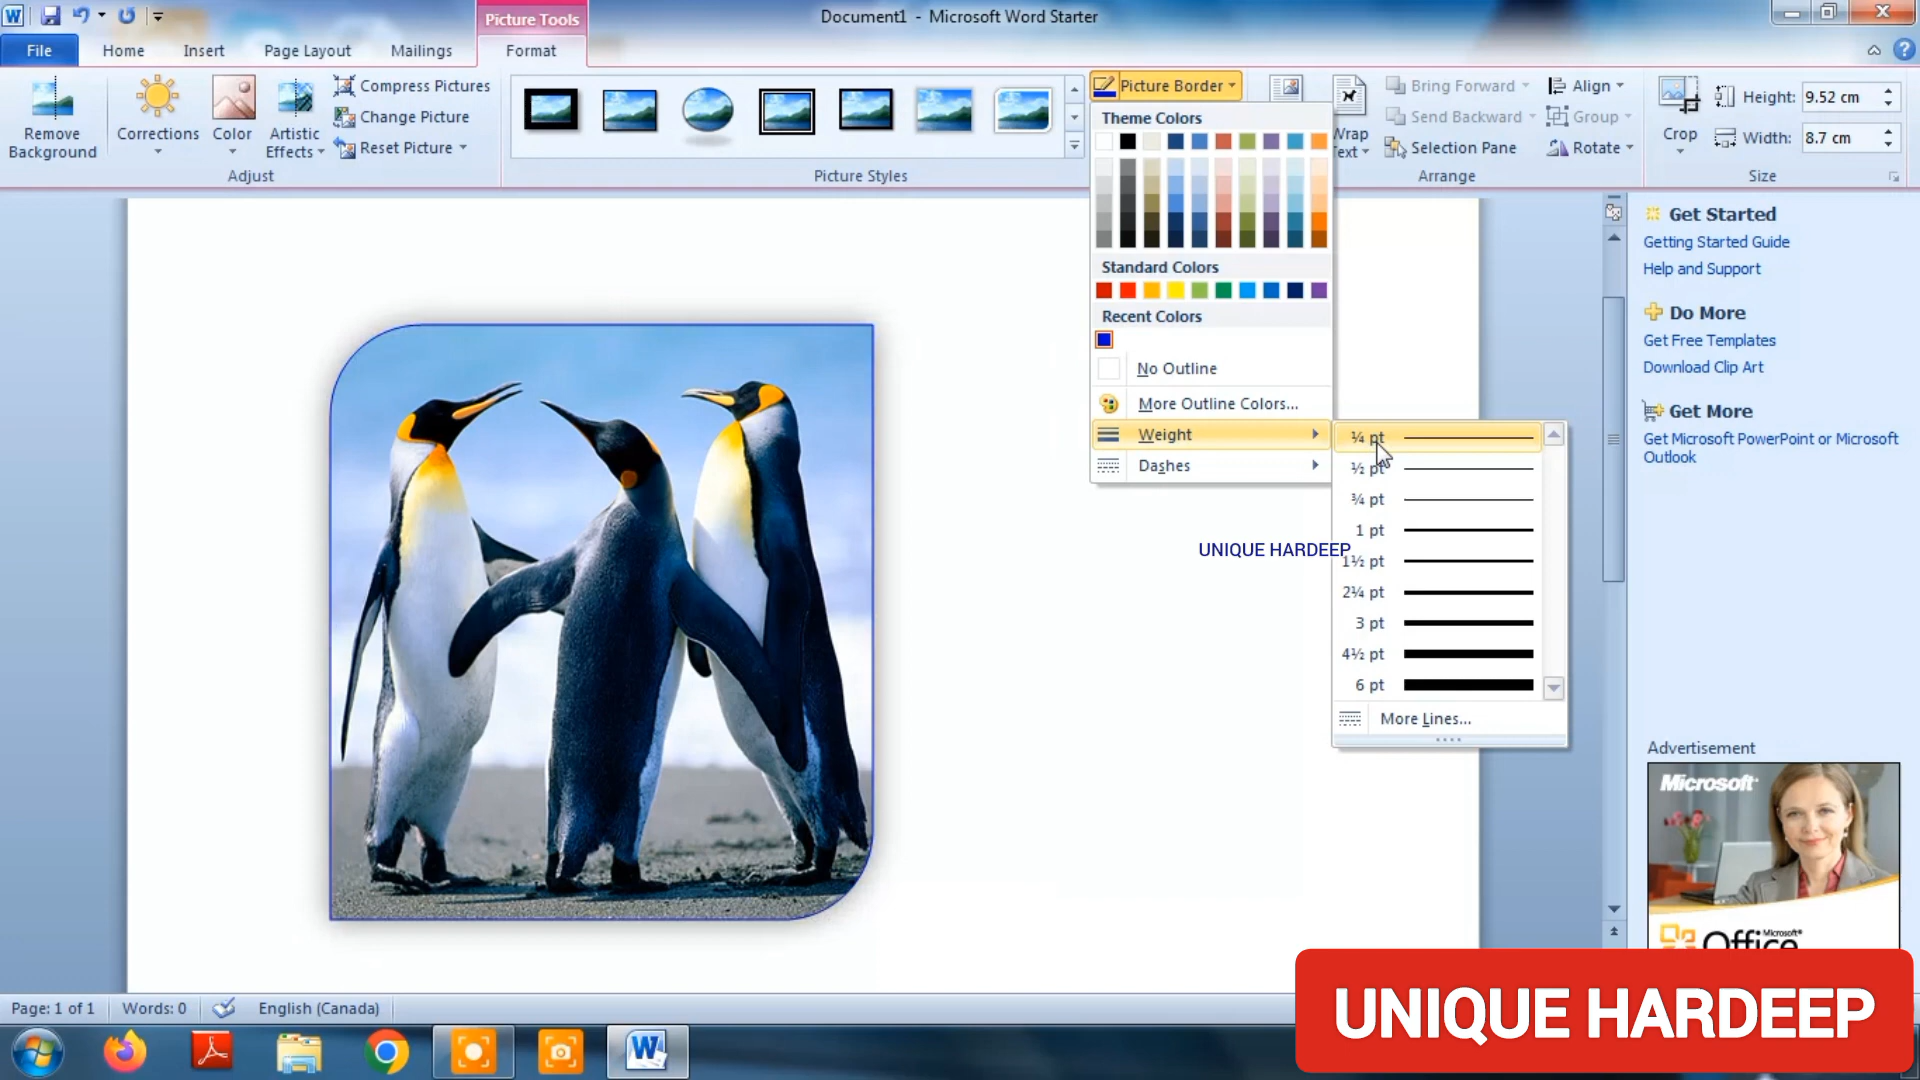 Document1 - Microsoft Word Starter
Picture Tools
File
Home
Insert
Page Layout
Mailings
Format
Remove
Background
Corrections
Color
Artistic
Effects
Compress Pictures
Change Picture
Reset Picture
Adjust
Picture Styles
Picture Border
Wrap
Text
Bring Forward
Send Backward
Selection Pane
Align
Group
Rotate
Arrange
Crop
Height: 9.52 cm
Width: 8.7 cm
Size
Theme Colors
Standard Colors
Recent Colors
No Outline
More Outline Colors...
Weight
Dashes
¼ pt
½ pt
¾ pt
1 pt
1½ pt
2¼ pt
3 pt
4½ pt
6 pt
More Lines...
UNIQUE HARDEEP
Get Started
Getting Started Guide
Help and Support
Do More
Get Free Templates
Download Clip Art
Get More
Get Microsoft PowerPoint or Microsoft
Outlook
Advertisement
Microsoft
Microsoft
Office
Page: 1 of 1
Words: 0
English (Canada)
UNIQUE HARDEEP